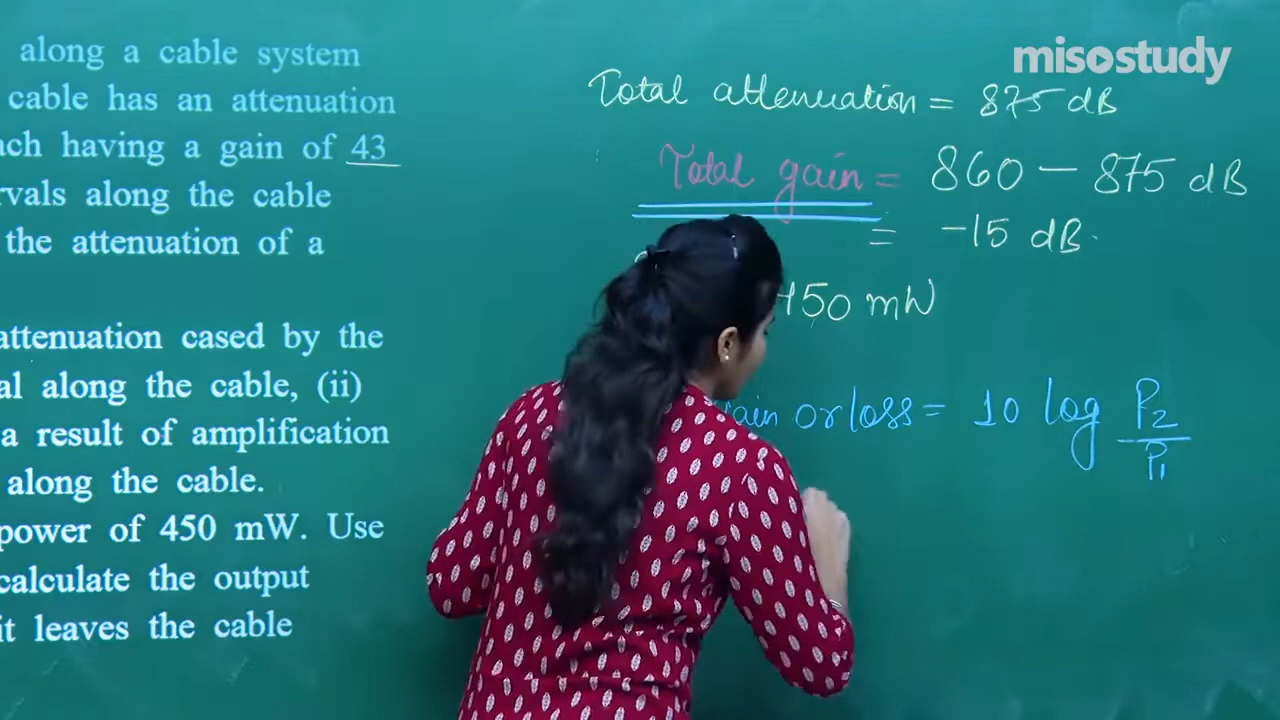 along a cable system
cable has an attenuation
ach having a gain of 43
rvals along the cable
the attenuation of a
attenuation cased by the
al along the cable, (ii)
a result of amplification
along the cable.
power of 450 mW. Use
calculate the output
it leaves the cable
misostudy
Total attenuation = 875 dB
Total gain = 860 - 875 dB
= -15 dB.
450 mW
ain or loss = 10 log P2/P1